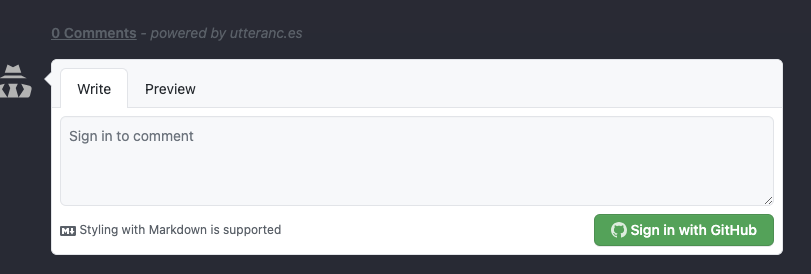 0 Comments - powered by utteranc.es
Write Preview
Sign in to comment
Styling with Markdown is supported
Sign in with GitHub